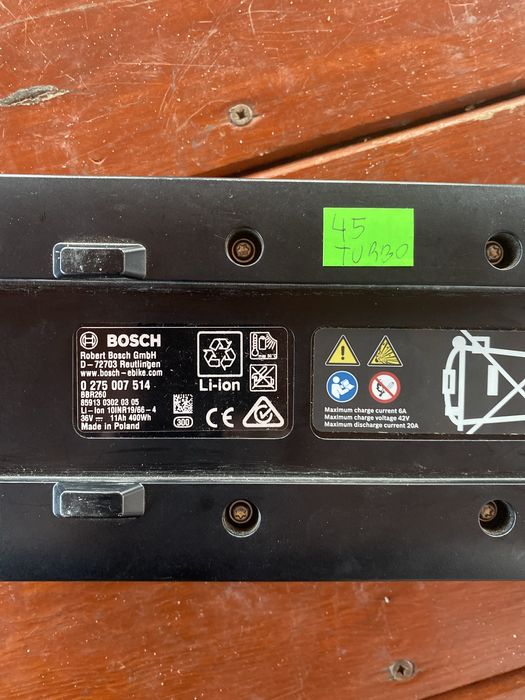 45
TURBO
BOSCH
Robert Bosch GmbH
D - 72703 Reutlingen
www.bosch-ebike.com
0 275 007 514
BBR260
85913 0302 03 05
Li-Ion 10INR19/66-4
36V⎓ 11Ah 400Wh
Made in Poland
Li-ion
300
CE
Maximum charge current 6A
Maximum charge voltage 42V
Maximum discharge current 20A